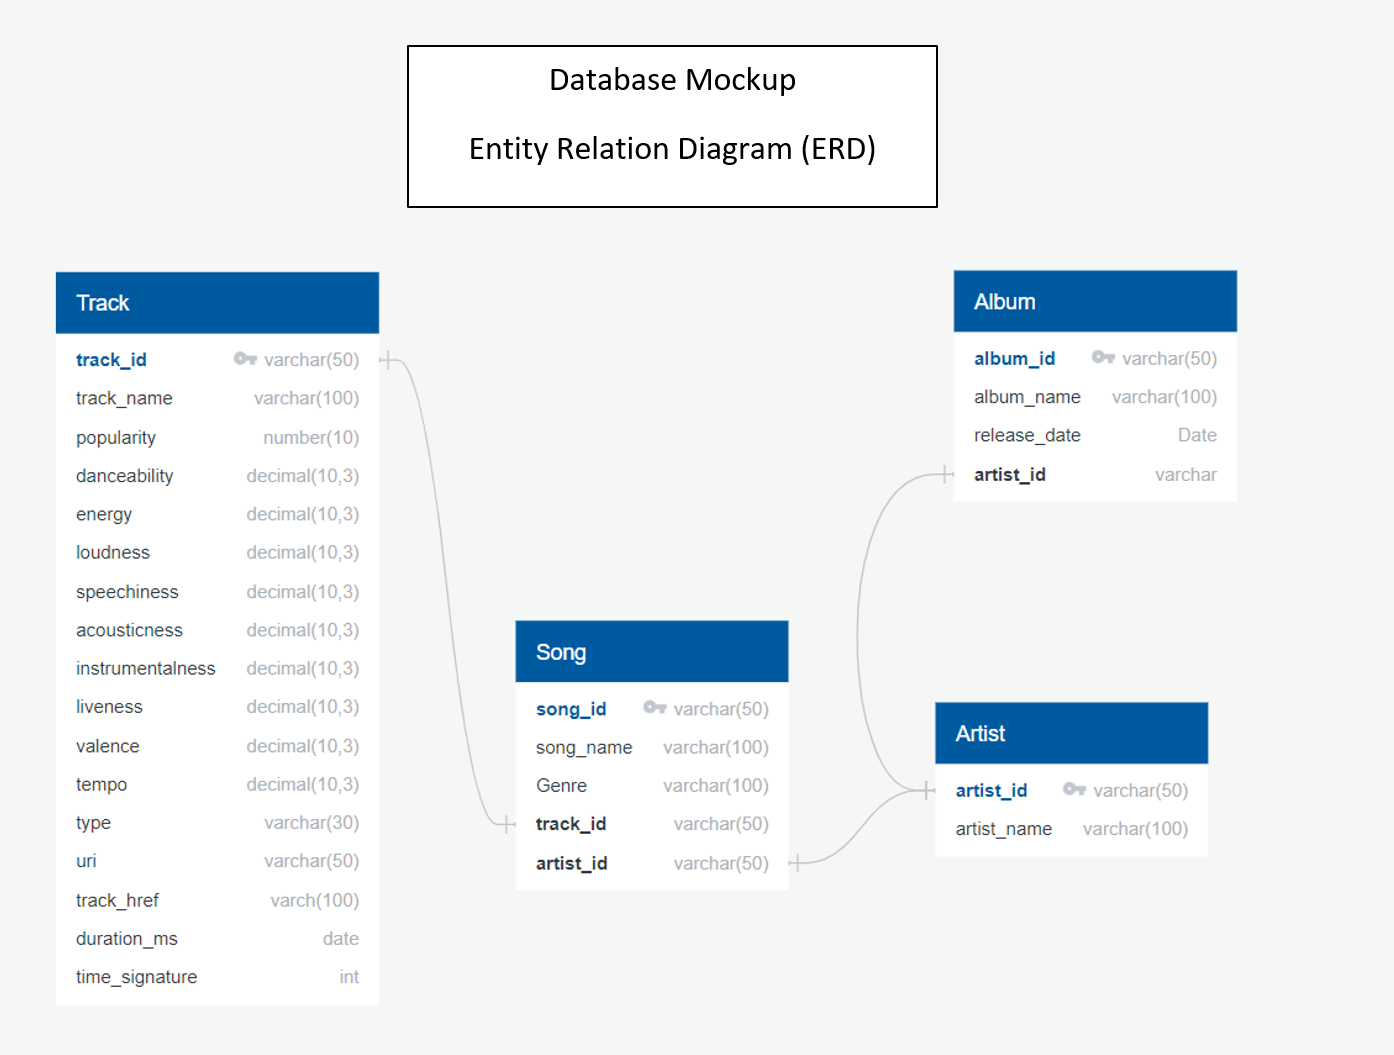 Database Mockup
Entity Relation Diagram (ERD)
Track
track_id varchar(50)
track_name varchar(100)
popularity number(10)
danceability decimal(10,3)
energy decimal(10,3)
loudness decimal(10,3)
speechiness decimal(10,3)
acousticness decimal(10,3)
instrumentalness decimal(10,3)
liveness decimal(10,3)
valence decimal(10,3)
tempo decimal(10,3)
type varchar(30)
uri varchar(50)
track_href varch(100)
duration_ms date
time_signature int
Song
song_id varchar(50)
song_name varchar(100)
Genre varchar(100)
track_id varchar(50)
artist_id varchar(50)
Album
album_id varchar(50)
album_name varchar(100)
release_date Date
artist_id varchar
Artist
artist_id varchar(50)
artist_name varchar(100)